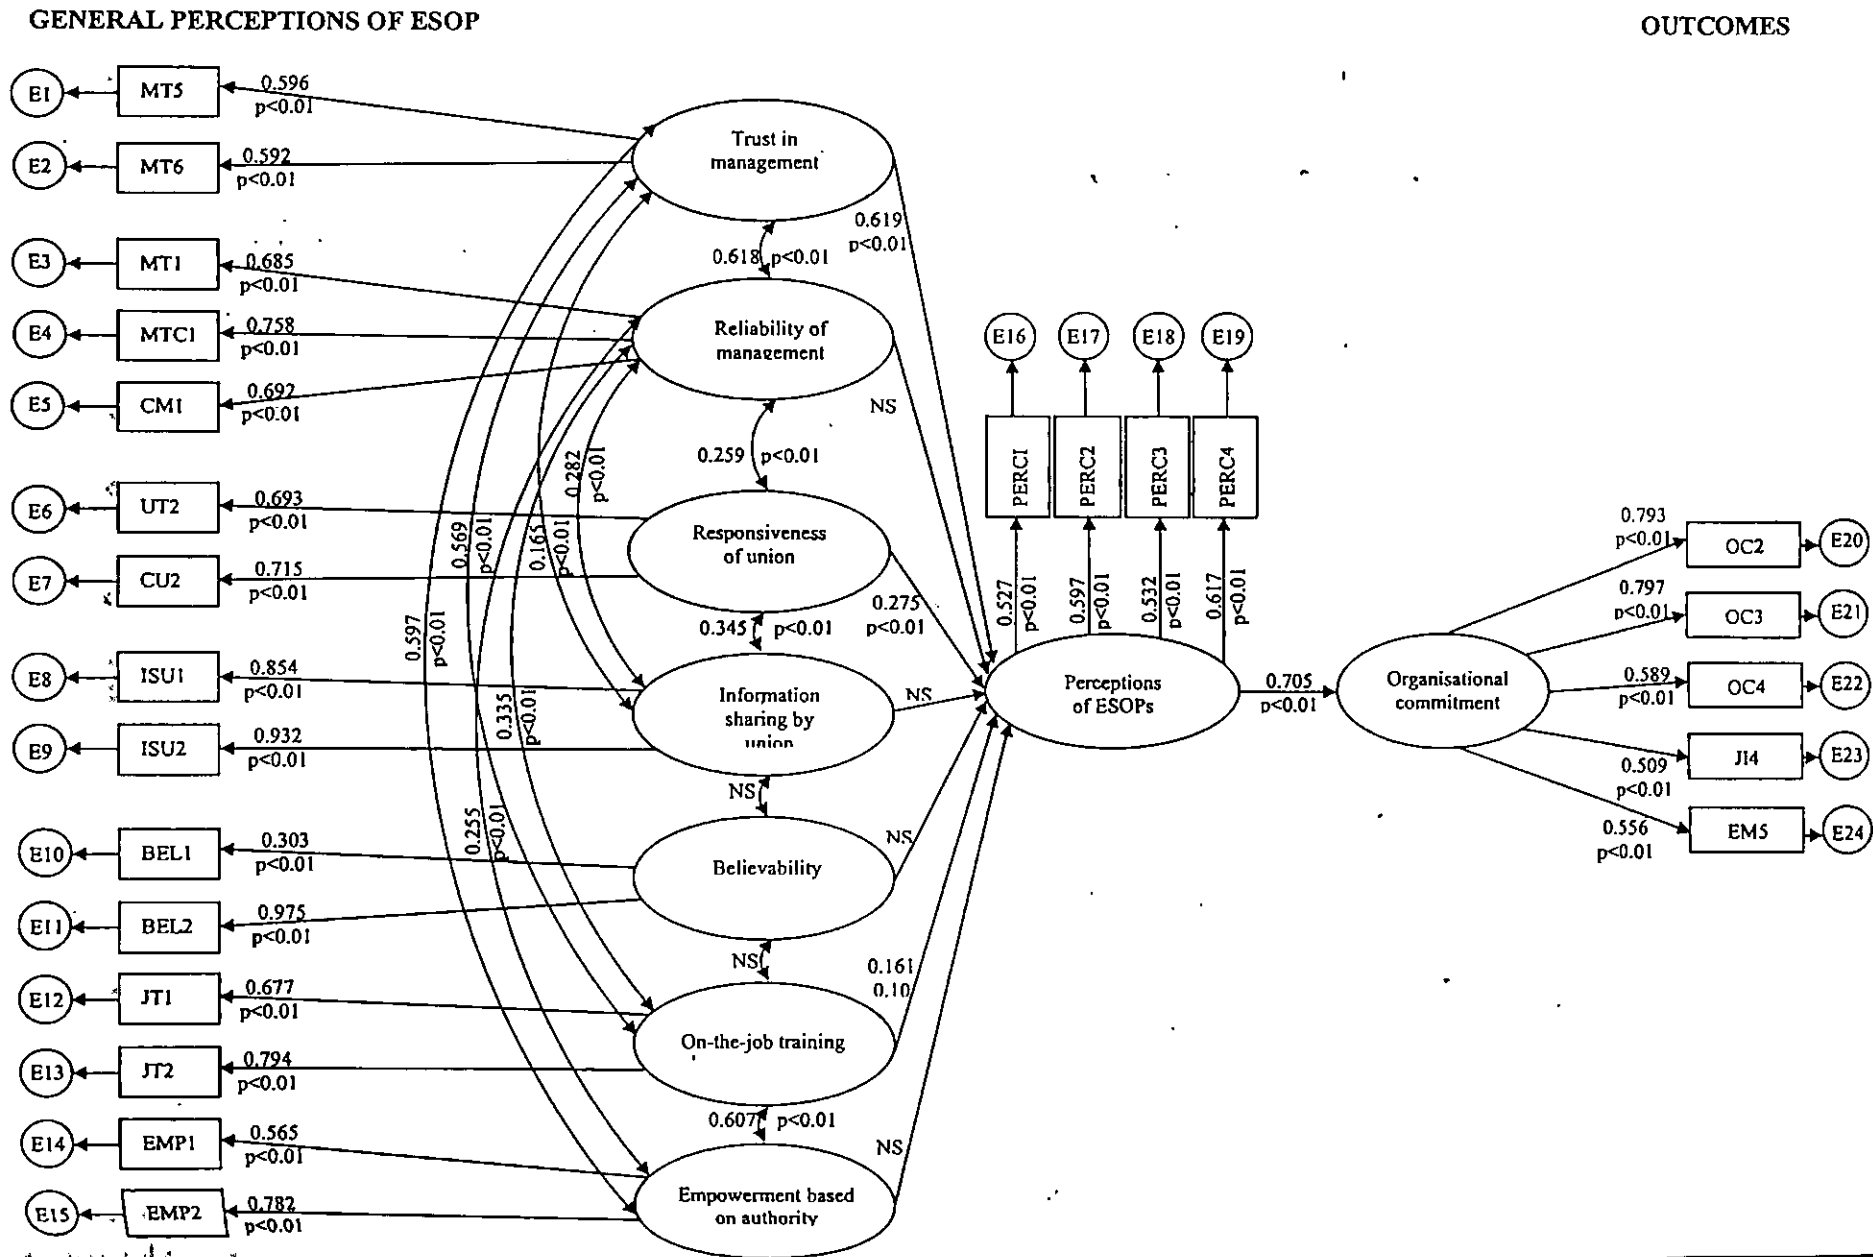 GENERAL PERCEPTIONS OF ESOP
OUTCOMES
E1
MT5
0.596
p<0.01
E2
MT6
0.592
p<0.01
E3
MT1
0.685
p<0.01
E4
MTC1
0.758
p<0.01
E5
CM1
0.692
p<0.01
E6
UT2
0.693
p<0.01
E7
CU2
0.715
p<0.01
E8
ISU1
0.854
p<0.01
E9
ISU2
0.932
p<0.01
E10
BEL1
0.303
p<0.01
E11
BEL2
0.975
p<0.01
E12
JT1
0.677
p<0.01
E13
JT2
0.794
p<0.01
E14
EMP1
0.565
p<0.01
E15
EMP2
0.782
p<0.01
0.597
p<0.01
0.569
p<0.01
0.165
p<0.01
0.282
p<0.01
0.335
p<0.01
0.255
p<0.01
Trust in
management
0.618 p<0.01
Reliability of
management
0.259 p<0.01
Responsiveness
of union
0.345 p<0.01
Information
sharing by
union
NS
Believability
NS
On-the-job training
0.607 p<0.01
Empowerment based
on authority
0.619
p<0.01
NS
0.275
p<0.01
NS
NS
0.161
0.10
NS
E16
E17
E18
E19
PERC1
PERC2
PERC3
PERC4
0.527
p<0.01
0.597
p<0.01
0.532
p<0.01
0.617
p<0.01
Perceptions
of ESOPs
0.705
p<0.01
Organisational
commitment
0.793
p<0.01
OC2
E20
0.797
p<0.01
OC3
E21
0.589
p<0.01
OC4
E22
0.509
p<0.01
JI4
E23
0.556
p<0.01
EM5
E24